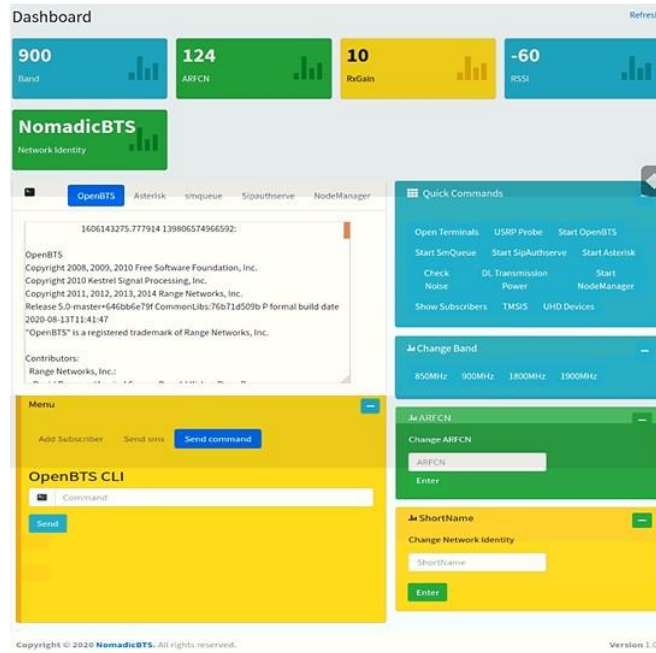 Dashboard
Refresh
900
Band
124
ARFCN
10
RxGain
-60
RSSI
NomadicBTS
Network Identity
OpenBTS Asterisk smqueue Sipauthserve NodeManager
1606143275.777914 139806574966592:
OpenBTS
Copyright 2008, 2009, 2010 Free Software Foundation, Inc.
Copyright 2010 Kestrel Signal Processing, Inc.
Copyright 2011, 2012, 2013, 2014 Range Networks, Inc.
Release 5.0-master+646bb6e79f CommonLibs:76b71d509b P formal build date
2020-08-13T11:41:47
"OpenBTS" is a registered trademark of Range Networks, Inc.
Contributors:
Range Networks, Inc.:
Menu
Add Subscriber Send sms Send command
OpenBTS CLI
Command
Send
Quick Commands
Open Terminals USRP Probe Start OpenBTS
Start SmQueue Start SipAuthserve Start Asterisk
Check Noise DL Transmission Power Start NodeManager
Show Subscribers TMSIS UHD Devices
Change Band
850MHz 900MHz 1800MHz 1900MHz
ARFCN
Change ARFCN
ARFCN
Enter
ShortName
Change Network Identity
ShortName
Enter
Copyright © 2020 NomadicBTS. All rights reserved.
Version 1.0